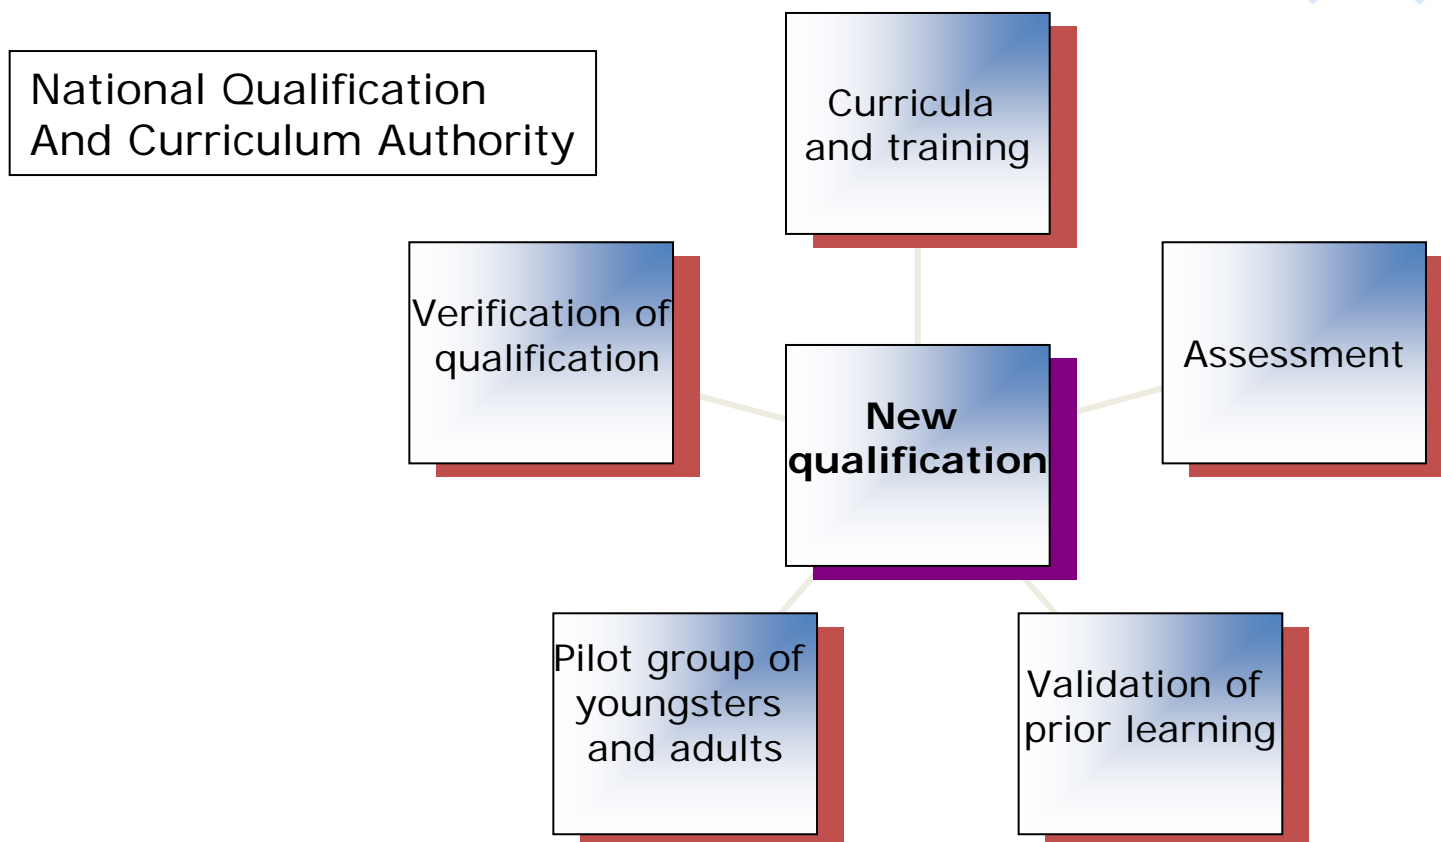 National Qualification
And Curriculum Authority
Curricula
and training
Verification of
qualification
Assessment
New
qualification
Pilot group of
youngsters
and adults
Validation of
prior learning